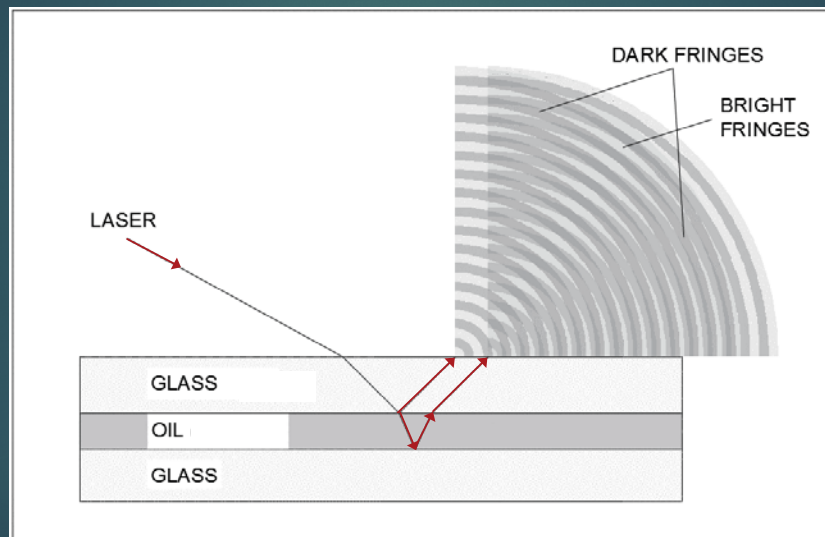 DARK FRINGES
BRIGHT
FRINGES
LASER
GLASS
OIL
GLASS